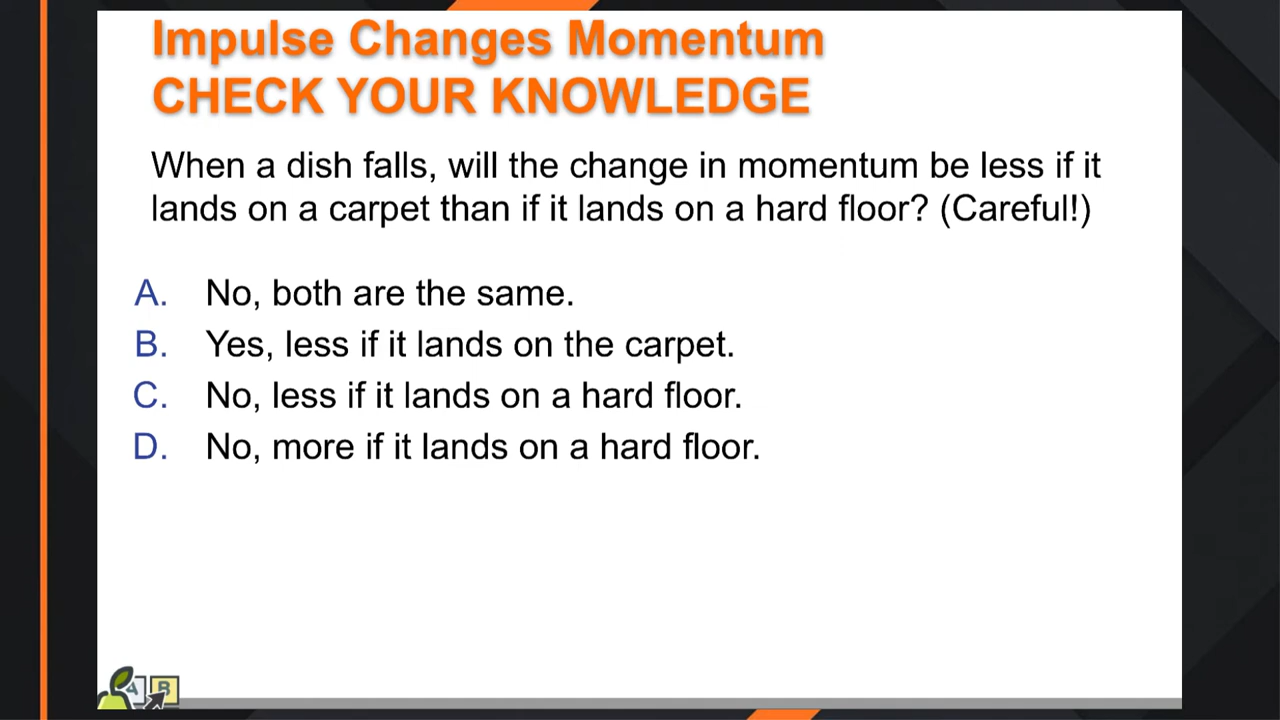 Impulse Changes Momentum
CHECK YOUR KNOWLEDGE
When a dish falls, will the change in momentum be less if it
lands on a carpet than if it lands on a hard floor? (Careful!)
A. No, both are the same.
B. Yes, less if it lands on the carpet.
C. No, less if it lands on a hard floor.
D. No, more if it lands on a hard floor.
A B